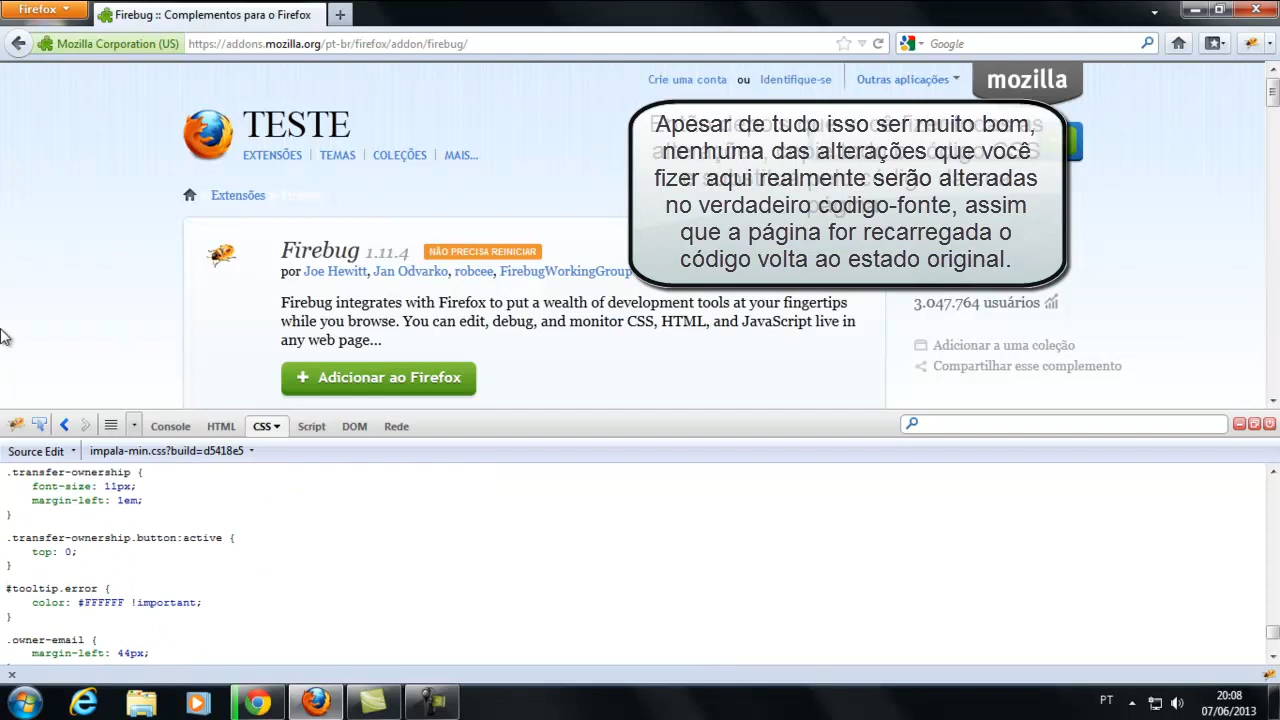 Firefox
Firebug :: Complementos para o Firefox
Mozilla Corporation (US)
https://addons.mozilla.org/pt-br/firefox/addon/firebug/
Google
Crie uma conta ou Identifique-se
Outras aplicações
mozilla
TESTE
EXTENSÕES TEMAS COLEÇÕES MAIS...
Extensões
Apesar de tudo isso ser muito bom,
nenhuma das alterações que você
fizer aqui realmente serão alteradas
no verdadeiro codigo-fonte, assim
que a página for recarregada o
código volta ao estado original.
Firebug 1.11.4 NÃO PRECISA REINICIAR
por Joe Hewitt, Jan Odvarko, robcee, FirebugWorkingGroup
Firebug integrates with Firefox to put a wealth of development tools at your fingertips
while you browse. You can edit, debug, and monitor CSS, HTML, and JavaScript live in
any web page...
+ Adicionar ao Firefox
3.047.764 usuários
Adicionar a uma coleção
Compartilhar esse complemento
Console HTML CSS Script DOM Rede
Source Edit impala-min.css?build=d5418e5
.transfer-ownership {
font-size: 11px;
margin-left: 1em;
}
.transfer-ownership.button:active {
top: 0;
}
#tooltip.error {
color: #FFFFFF !important;
}
.owner-email {
margin-left: 44px;
PT
20:08
07/06/2013